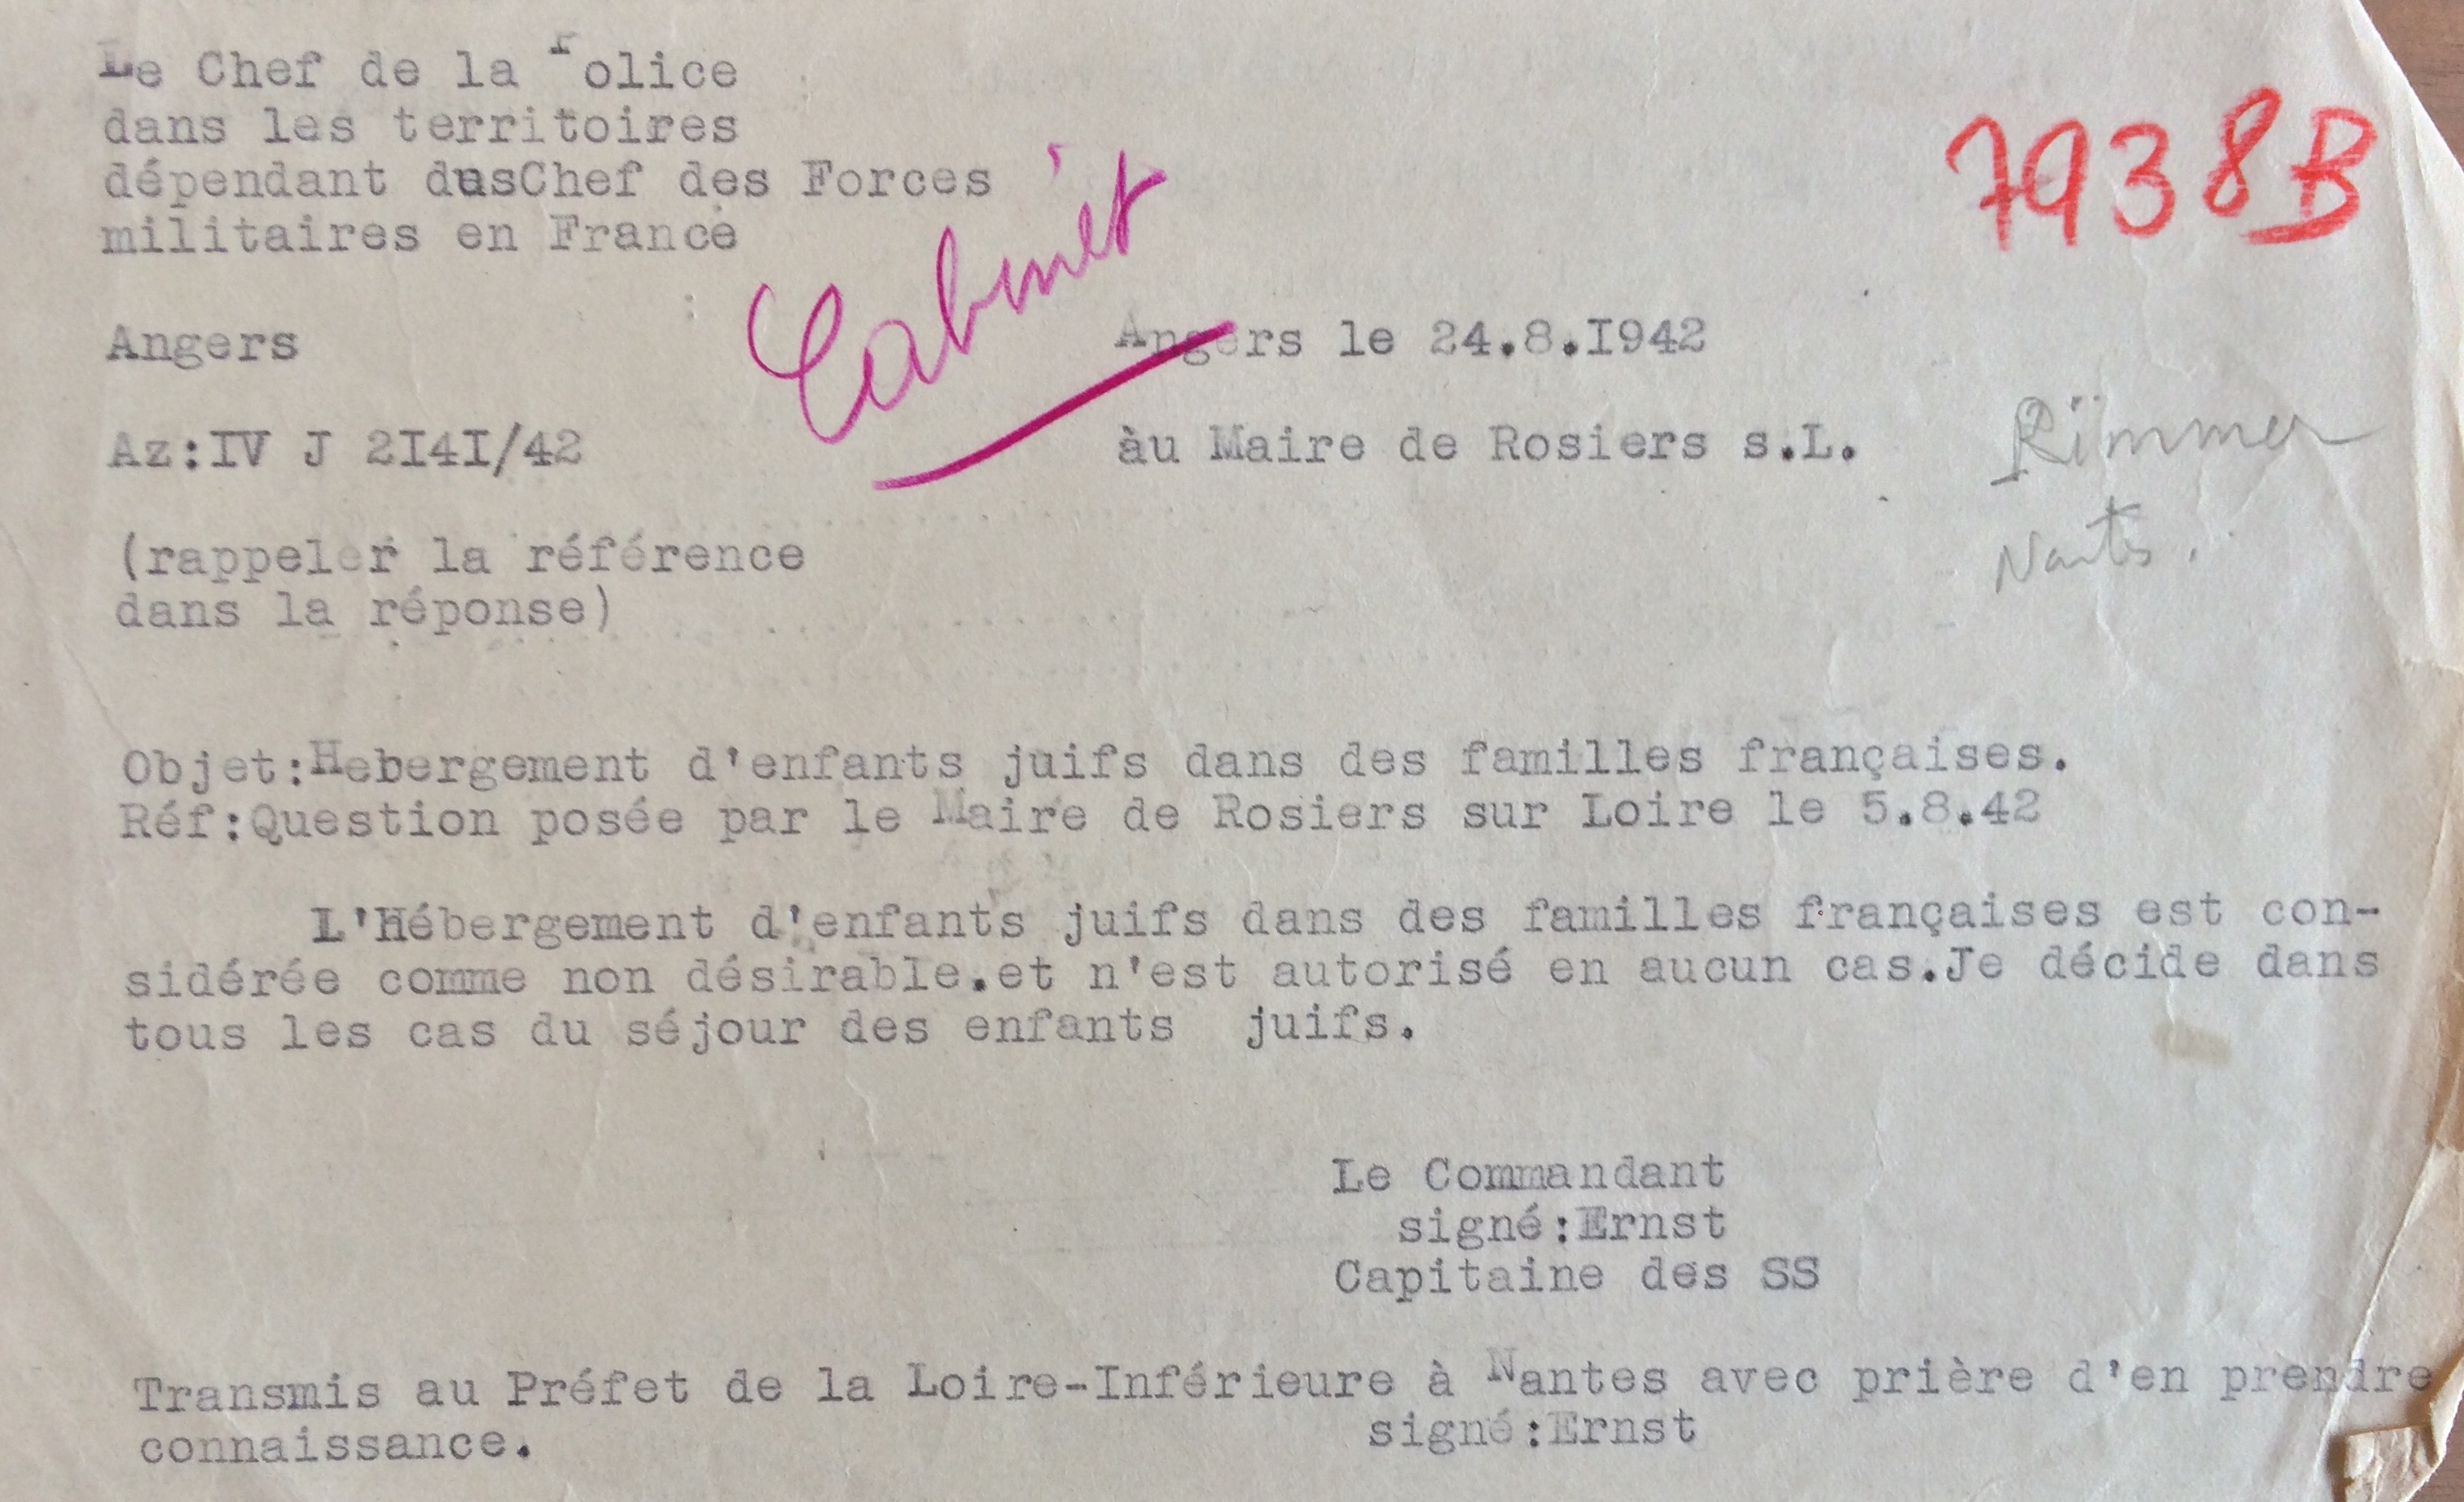 Le Chef de la Police
dans les territoires
dépendant dusChef des Forces
militaires en France
7938B
Cabinet
Angers
Angers le 24.8.I942
Az:IV J 2I4I/42
àu Maire de Rosiers s.L.
Nantes.
(rappeler la référence
dans la réponse)
Objet:Hebergement d'enfants juifs dans des familles françaises.
Réf:Question posée par le Maire de Rosiers sur Loire le 5.8.42
L'Hébergement d'enfants juifs dans des familles françaises est con-
sidérée comme non désirable.et n'est autorisé en aucun cas.Je décide dans
tous les cas du séjour des enfants juifs.
Le Commandant
signé:Ernst
Capitaine des SS
Transmis au Préfet de la Loire-Inférieure à Nantes avec prière d'en prendre
connaissance.
signé:Ernst